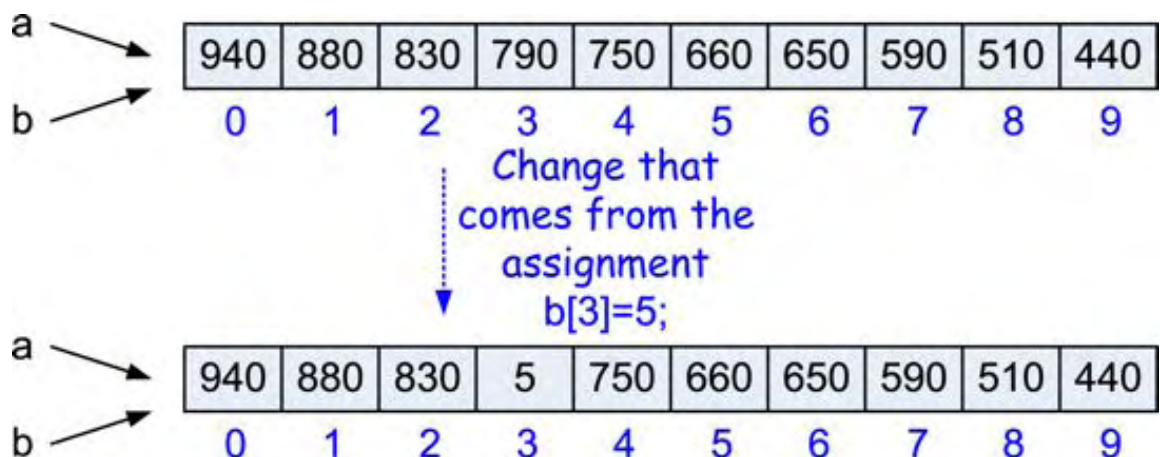 a
940 880 830 790 750 660 650 590 510 440
b
0 1 2 3 4 5 6 7 8 9
Change that
comes from the
assignment
b[3]=5;
a
940 880 830 5 750 660 650 590 510 440
b
0 1 2 3 4 5 6 7 8 9